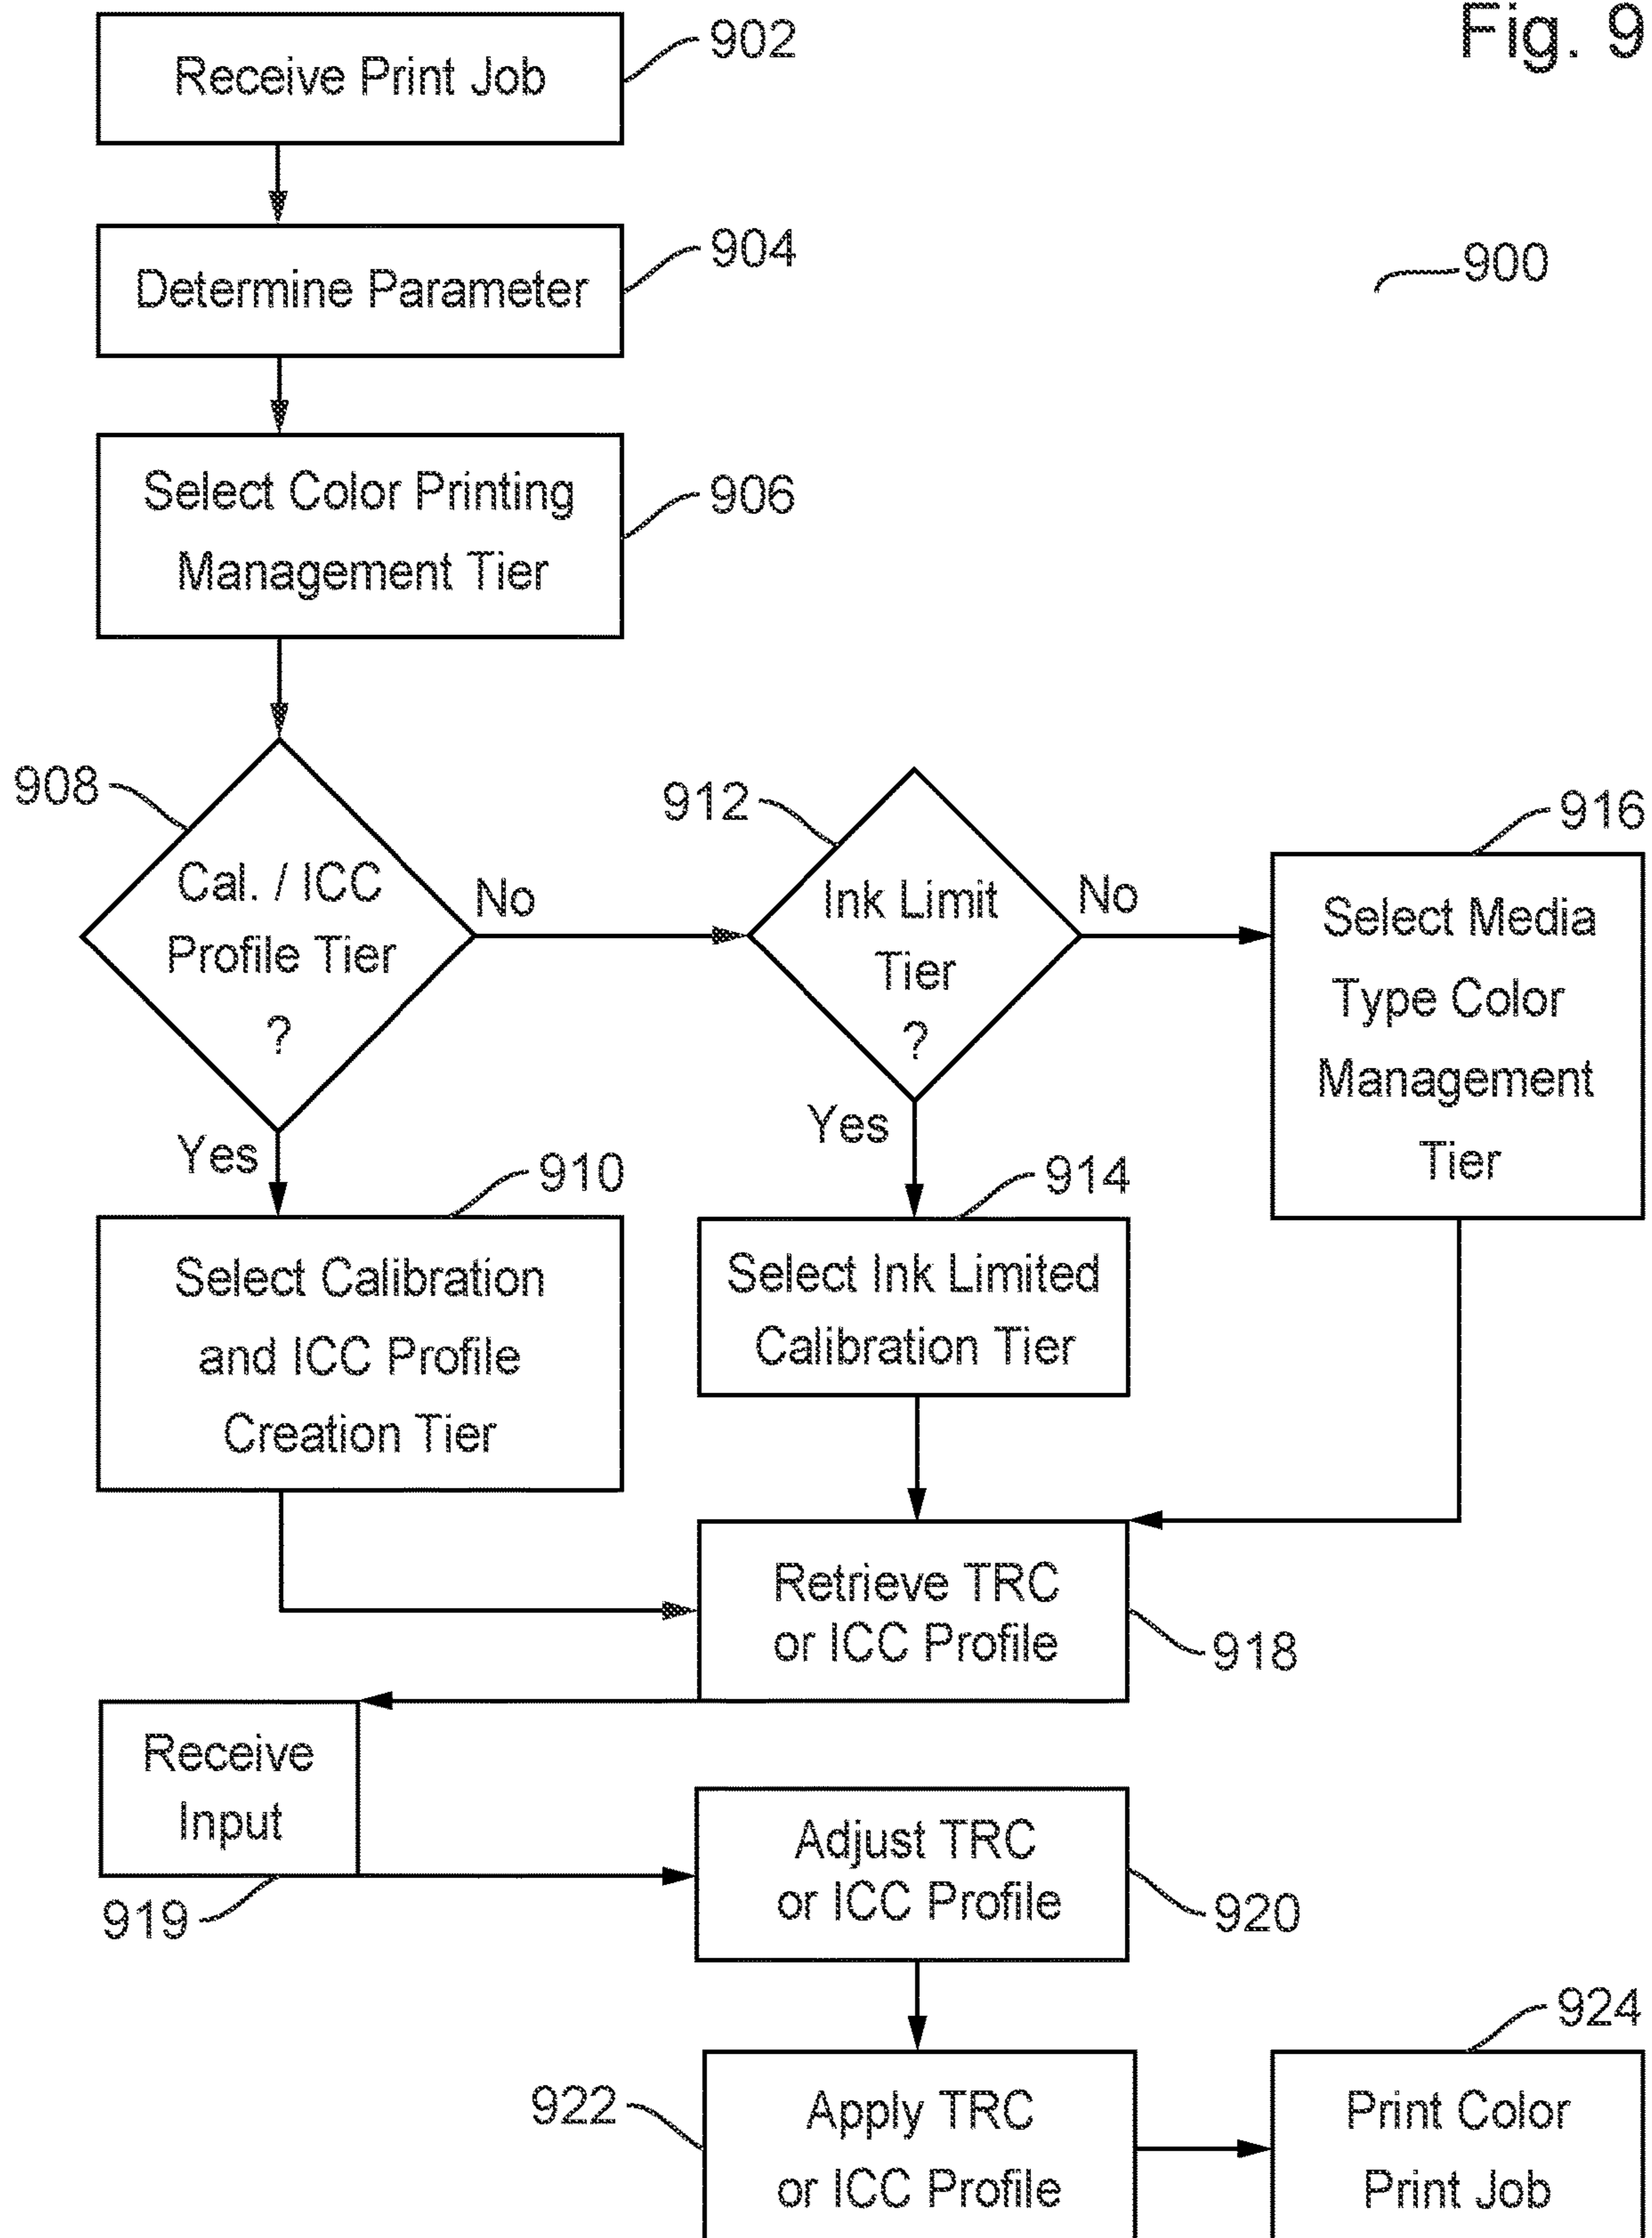 Fig. 9
Receive Print Job
902
Determine Parameter
904
900
Select Color Printing
Management Tier
906
908
Cal. / ICC
Profile Tier
?
No
Yes
912
Ink Limit
Tier
?
No
Yes
916
Select Media
Type Color
Management
Tier
910
Select Calibration
and ICC Profile
Creation Tier
914
Select Ink Limited
Calibration Tier
Retrieve TRC
or ICC Profile
918
Receive
Input
919
Adjust TRC
or ICC Profile
920
922
Apply TRC
or ICC Profile
924
Print Color
Print Job